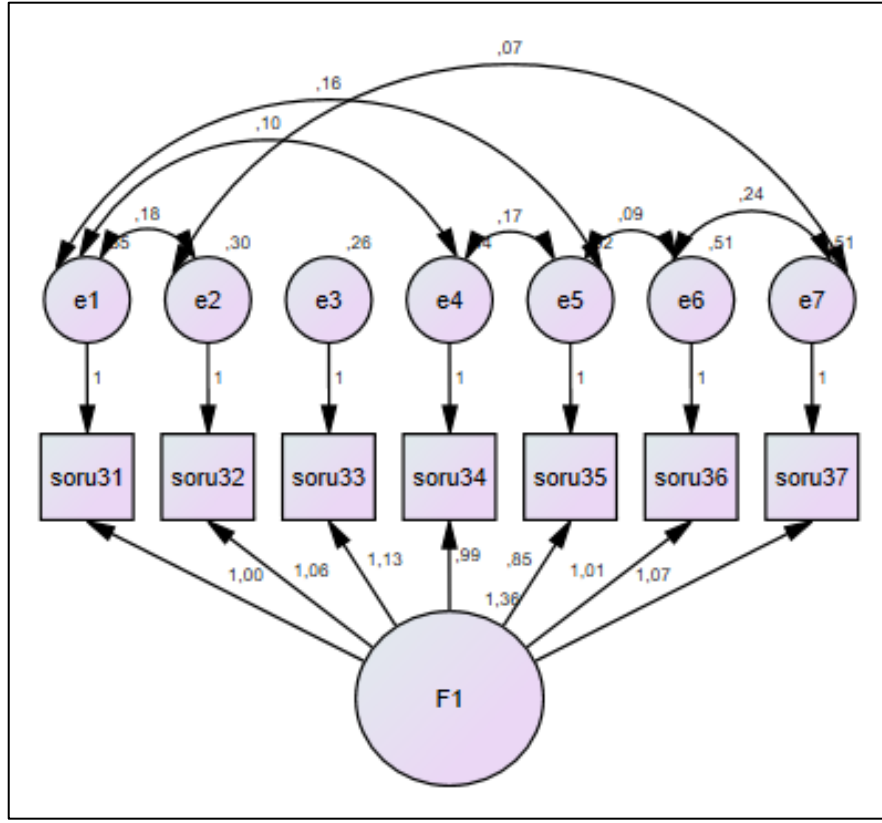 ,07
,16
,10
,18
,17
,09
,24
,30
,26
,51
,51
e1
e2
e3
e4
e5
e6
e7
1
1
1
1
1
1
1
soru31
soru32
soru33
soru34
soru35
soru36
soru37
1,00
1,06
1,13
,99
,85
1,01
1,07
1,36
F1